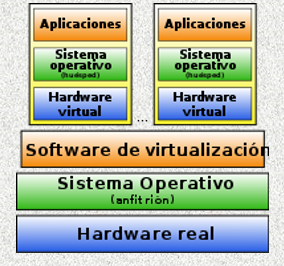 Aplicaciones
Sistema
operativo
(huésped)
Hardware
virtual
...
Aplicaciones
Sistema
operativo
(huésped)
Hardware
virtual
Software de virtualización
Sistema Operativo
(anfitrión)
Hardware real